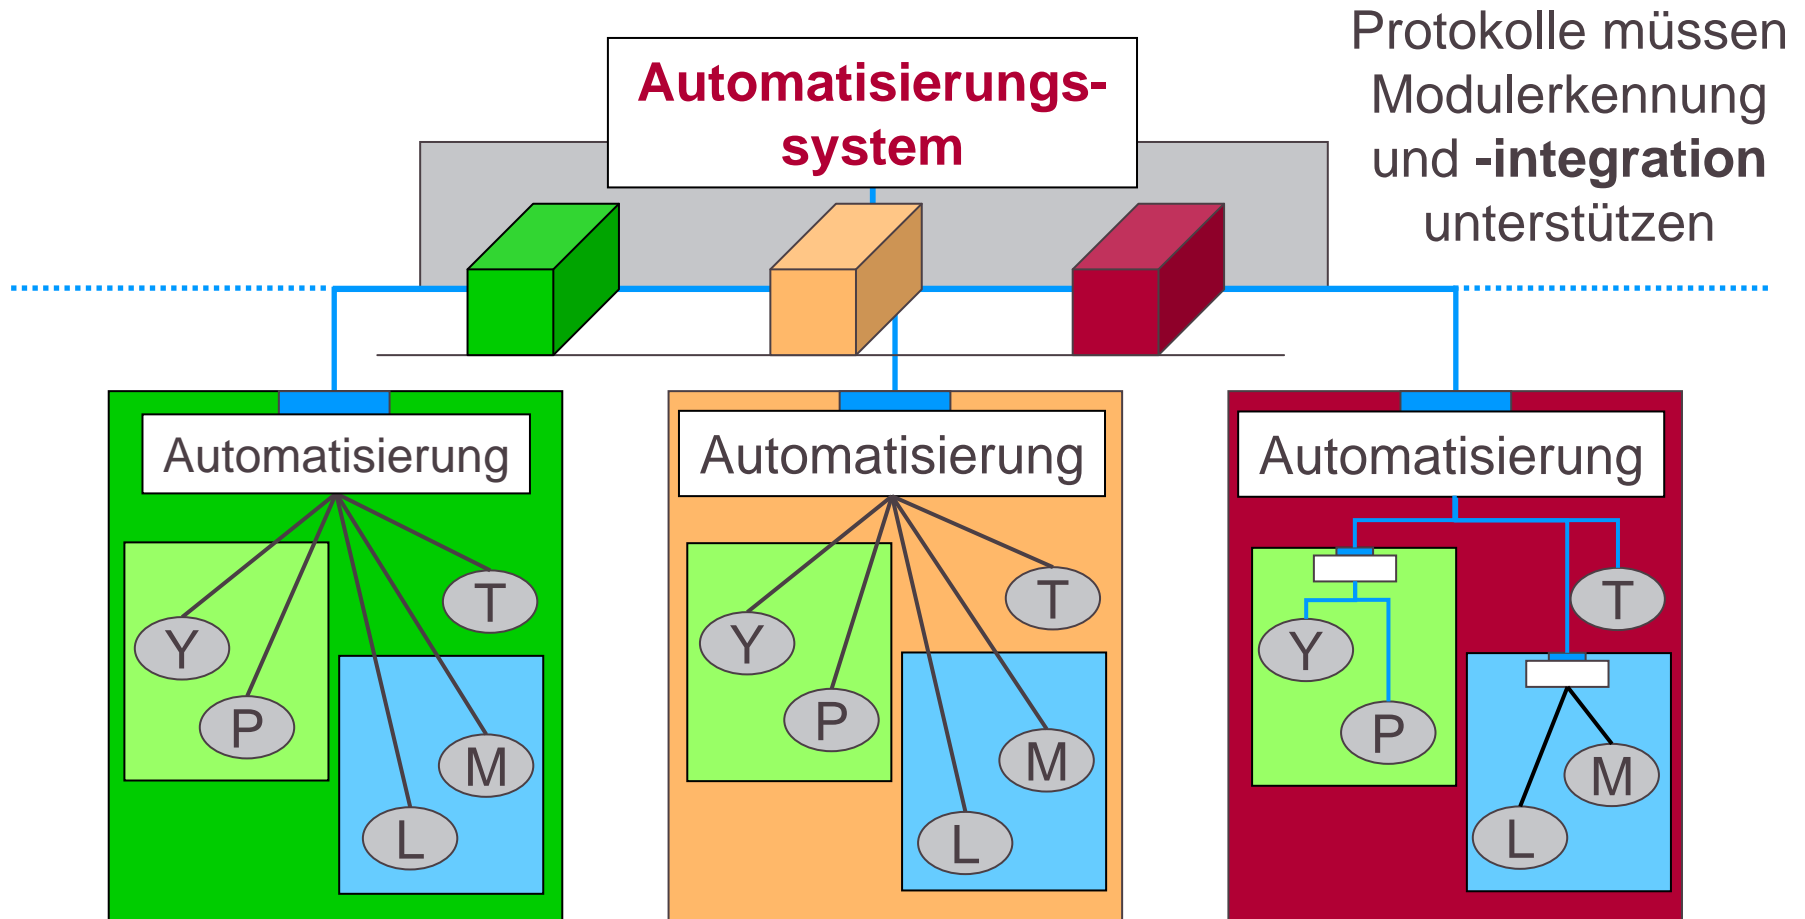 Protokolle müssen
Modulerkennung
und -integration
unterstützen
Automatisierungs-
system
Automatisierung
Automatisierung
Automatisierung
Y
P
L
M
T
Y
P
L
M
T
Y
P
L
M
T